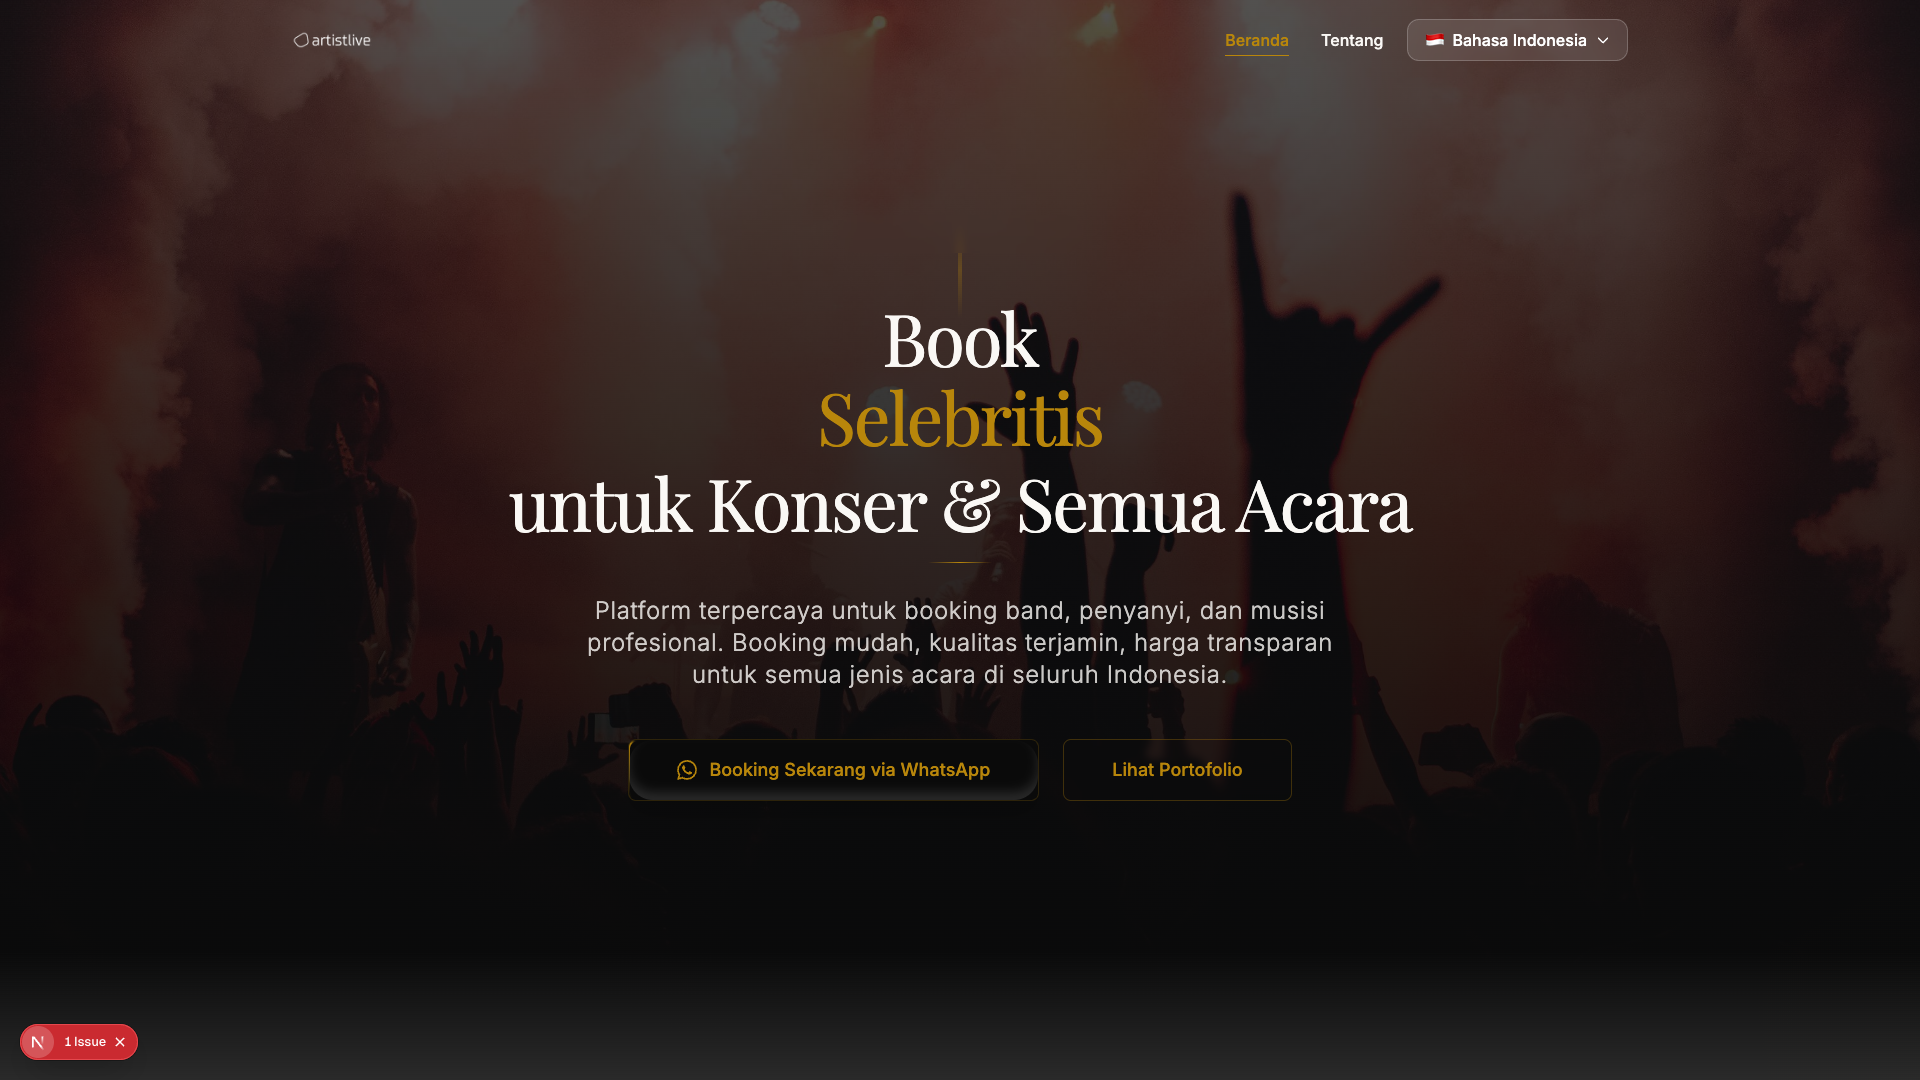 artistlive
Beranda
Tentang
Bahasa Indonesia
Book
Selebritis
untuk Konser & Semua Acara
Platform terpercaya untuk booking band, penyanyi, dan musisi
profesional. Booking mudah, kualitas terjamin, harga transparan
untuk semua jenis acara di seluruh Indonesia.
Booking Sekarang via WhatsApp
Lihat Portofolio
N
1 Issue